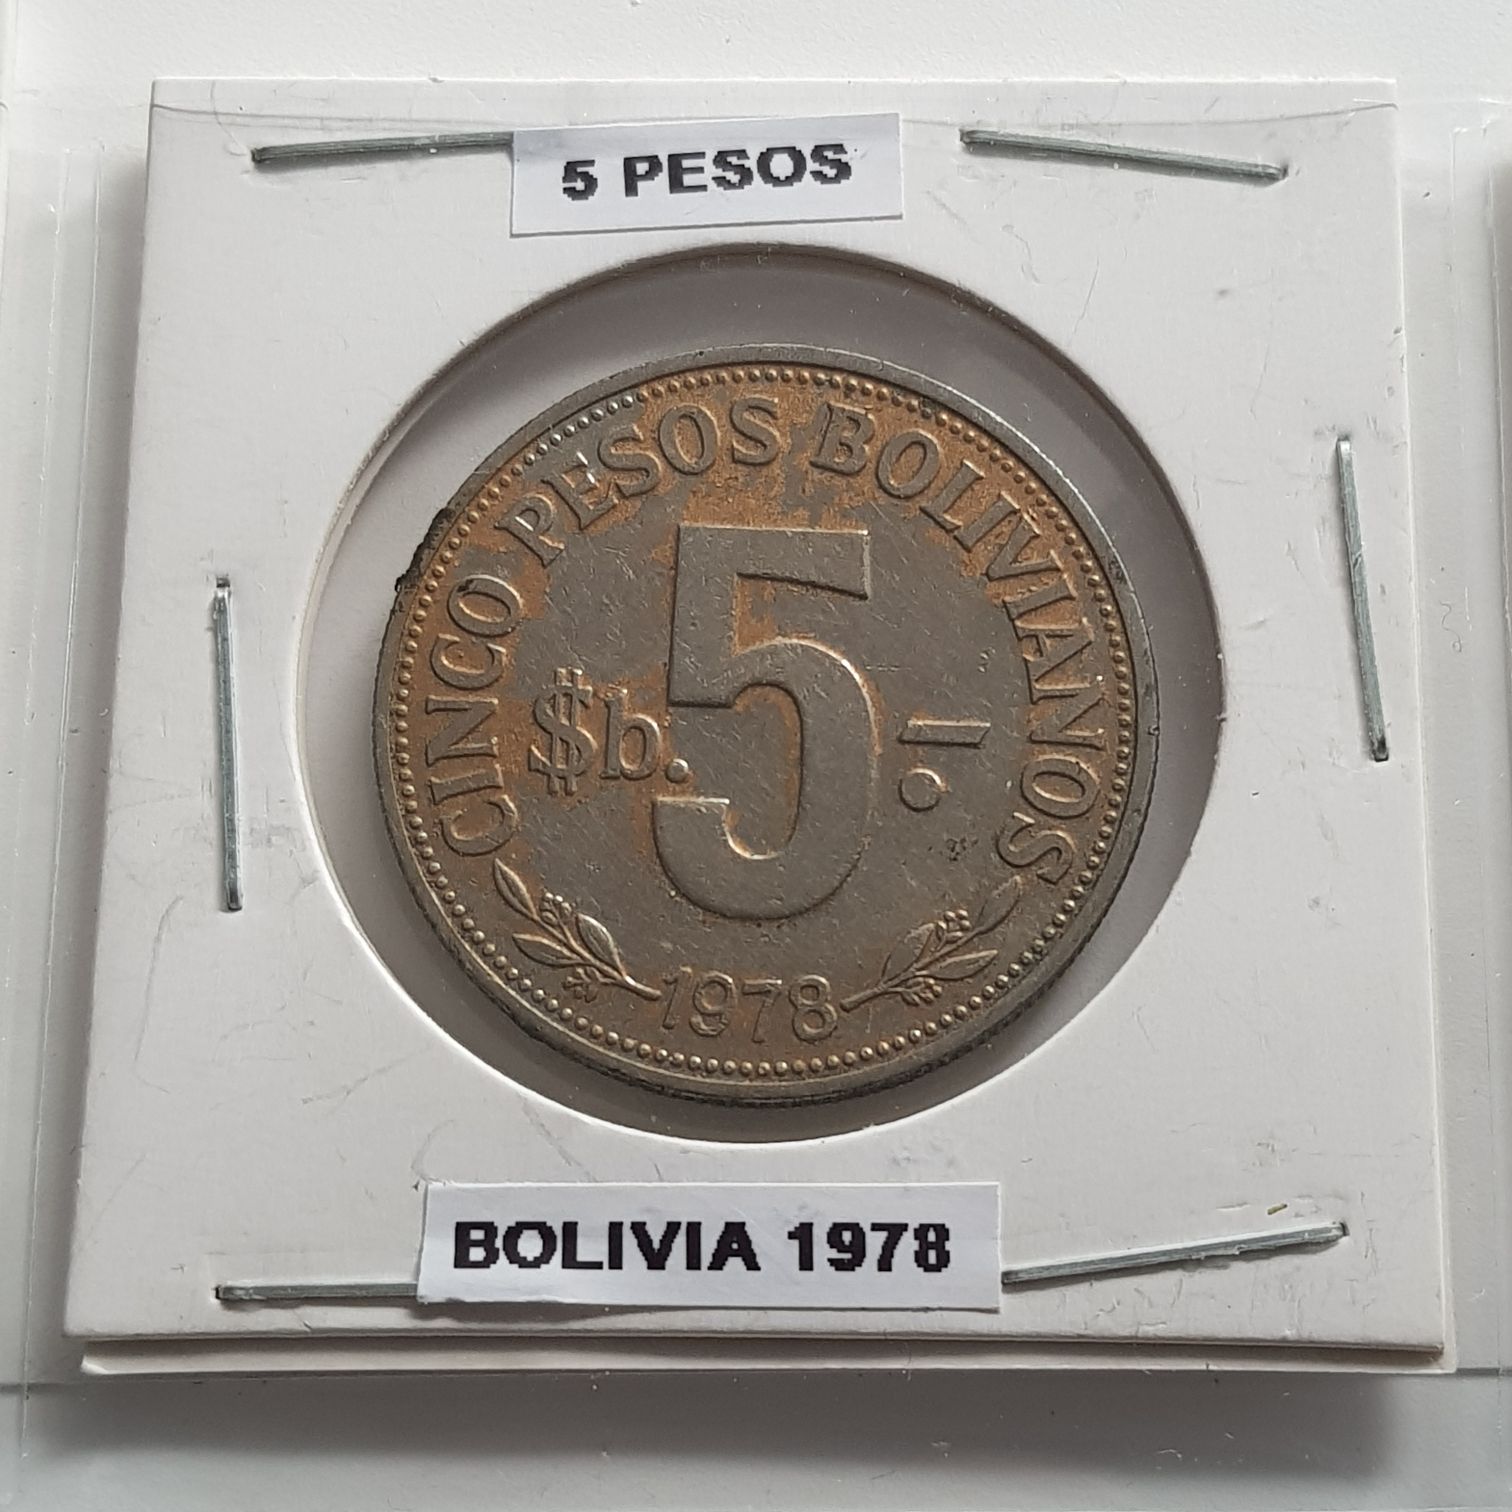 5 PESOS
CINCO PESOS BOLIVIANOS
$b. 5.-
1978
BOLIVIA 1978